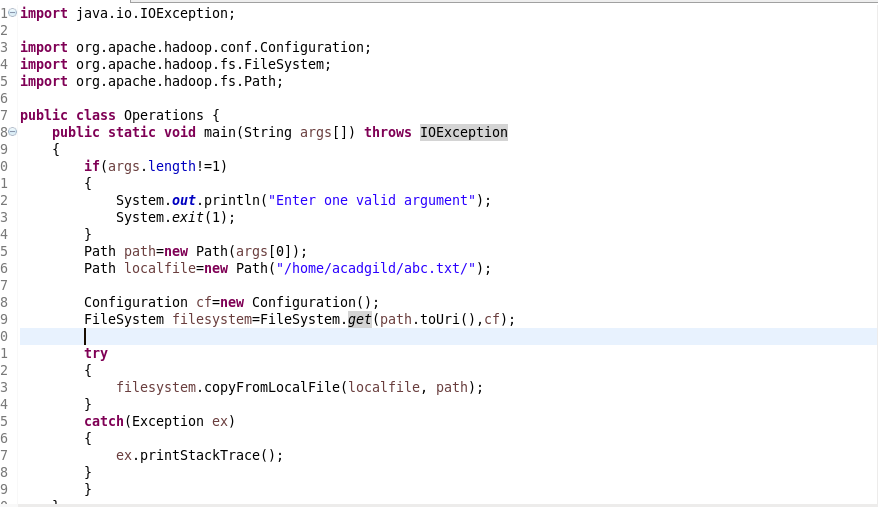 1 import java.io.IOException;
2
3 import org.apache.hadoop.conf.Configuration;
4 import org.apache.hadoop.fs.FileSystem;
5 import org.apache.hadoop.fs.Path;
6
7 public class Operations {
8     public static void main(String args[]) throws IOException
9     {
0         if(args.length!=1)
1         {
2             System.out.println("Enter one valid argument");
3             System.exit(1);
4         }
5         Path path=new Path(args[0]);
6         Path localfile=new Path("/home/acadgild/abc.txt/");
7
8         Configuration cf=new Configuration();
9         FileSystem filesystem=FileSystem.get(path.toUri(),cf);
0
1         try
2         {
3             filesystem.copyFromLocalFile(localfile, path);
4         }
5         catch(Exception ex)
6         {
7             ex.printStackTrace();
8         }
9         }